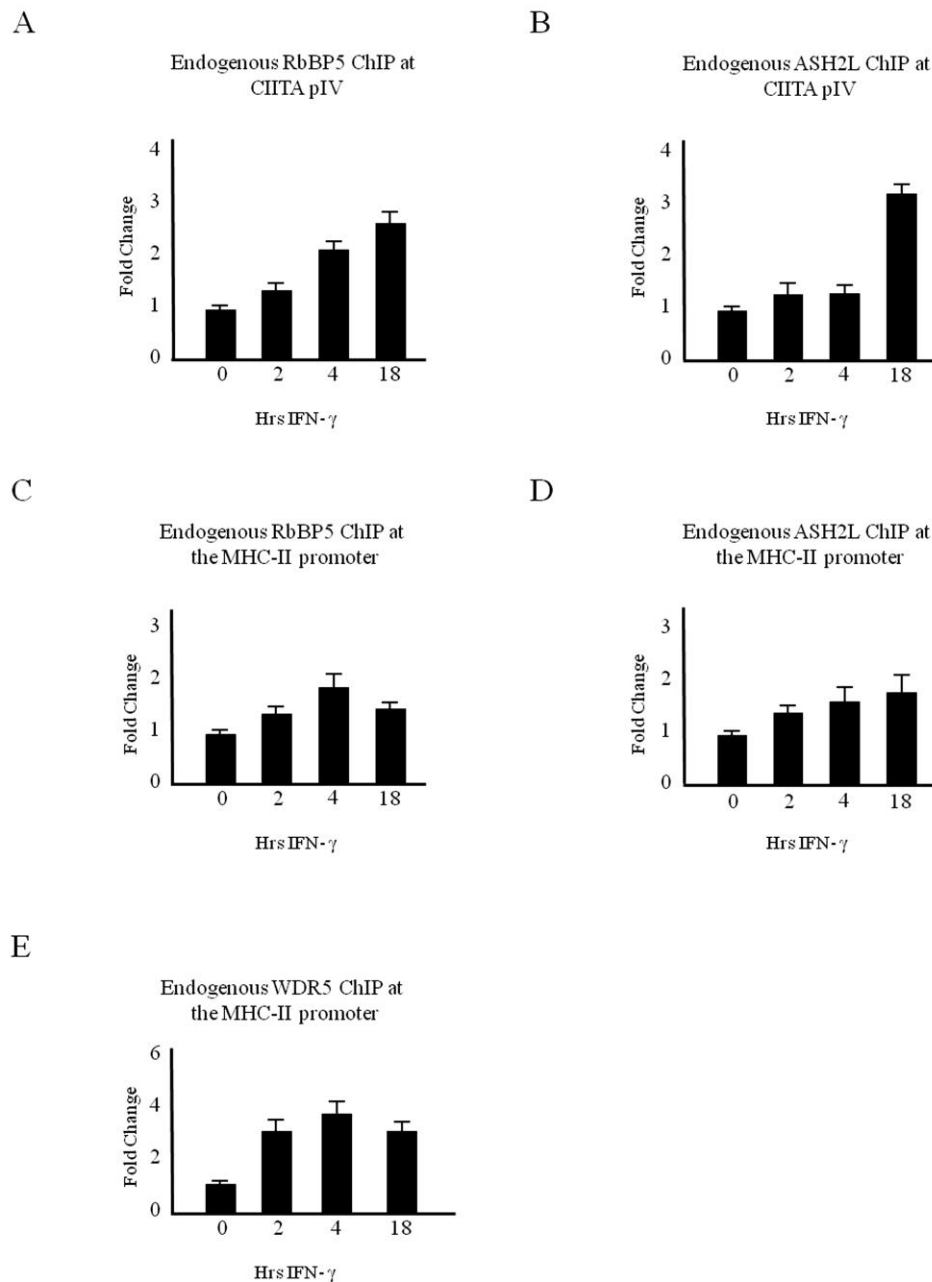 A
Endogenous RbBP5 ChIP at
CIITA pIV
Fold Change
4
3
2
1
0
0 2 4 18
Hrs IFN- γ
B
Endogenous ASH2L ChIP at
CIITA pIV
Fold Change
4
3
2
1
0
0 2 4 18
Hrs IFN- γ
C
Endogenous RbBP5 ChIP at
the MHC-II promoter
Fold Change
3
2
1
0
0 2 4 18
Hrs IFN- γ
D
Endogenous ASH2L ChIP at
the MHC-II promoter
Fold Change
3
2
1
0
0 2 4 18
Hrs IFN- γ
E
Endogenous WDR5 ChIP at
the MHC-II promoter
Fold Change
6
4
2
0
0 2 4 18
Hrs IFN- γ